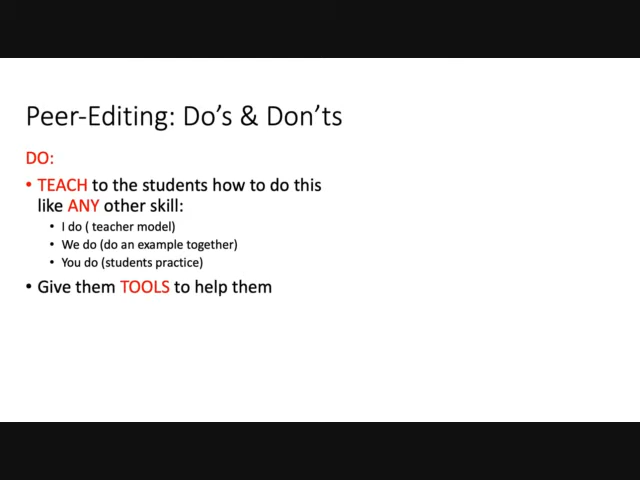 Peer-Editing: Do’s & Don’ts
DO:
• TEACH to the students how to do this
like ANY other skill:
• I do ( teacher model)
• We do (do an example together)
• You do (students practice)
• Give them TOOLS to help them